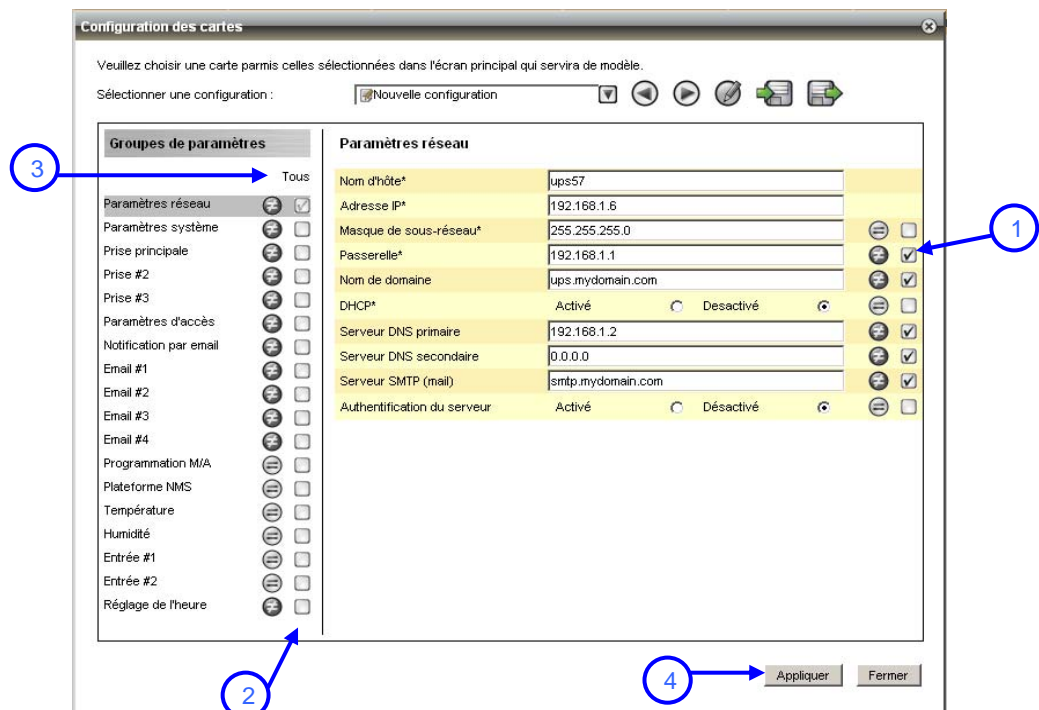 Configuration des cartes
Veuillez choisir une carte parmis celles sélectionnées dans l'écran principal qui servira de modèle.
Sélectionner une configuration :
Nouvelle configuration
Groupes de paramètres
Tous
Paramètres réseau
Paramètres système
Prise principale
Prise #2
Prise #3
Paramètres d'accès
Notification par email
Email #1
Email #2
Email #3
Email #4
Programmation M/A
Plateforme NMS
Température
Humidité
Entrée #1
Entrée #2
Réglage de l'heure
Paramètres réseau
Nom d'hôte* ups57
Adresse IP* 192.168.1.6
Masque de sous-réseau* 255.255.255.0
Passerelle* 192.168.1.1
Nom de domaine ups.mydomain.com
DHCP* Activé Desactivé
Serveur DNS primaire 192.168.1.2
Serveur DNS secondaire 0.0.0.0
Serveur SMTP (mail) smtp.mydomain.com
Authentification du serveur Activé Désactivé
Appliquer Fermer
3
1
2
4